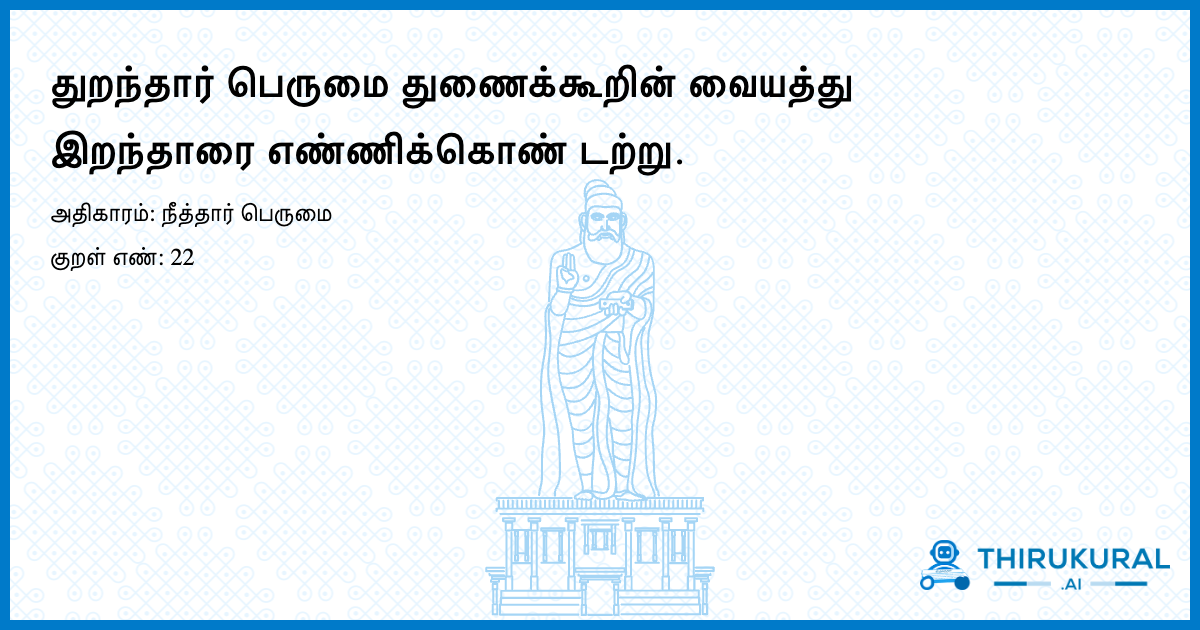 துறந்தார் பெருமை துணைக்கூறின் வையத்து
இறந்தாரை எண்ணிக்கொண் டற்று.
அதிகாரம்: நீத்தார் பெருமை
குறள் எண்: 22
THIRUKURAL
.AI